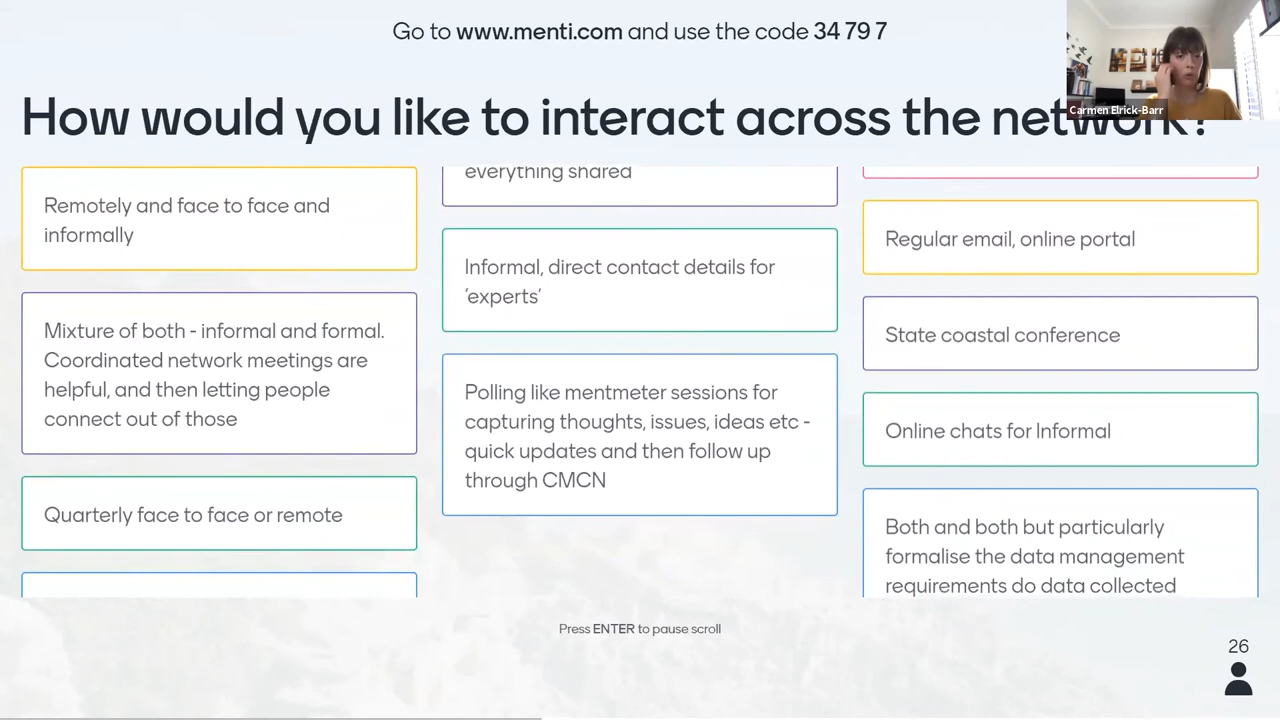 Go to www.menti.com and use the code 34 79 7
Carmen Elrick-Barr
How would you like to interact across the network?
Remotely and face to face and
informally
Mixture of both - informal and formal.
Coordinated network meetings are
helpful, and then letting people
connect out of those
Quarterly face to face or remote
everything shared
Informal, direct contact details for
'experts'
Polling like mentmeter sessions for
capturing thoughts, issues, ideas etc -
quick updates and then follow up
through CMCN
Regular email, online portal
State coastal conference
Online chats for Informal
Both and both but particularly
formalise the data management
requirements do data collected
Press ENTER to pause scroll
26